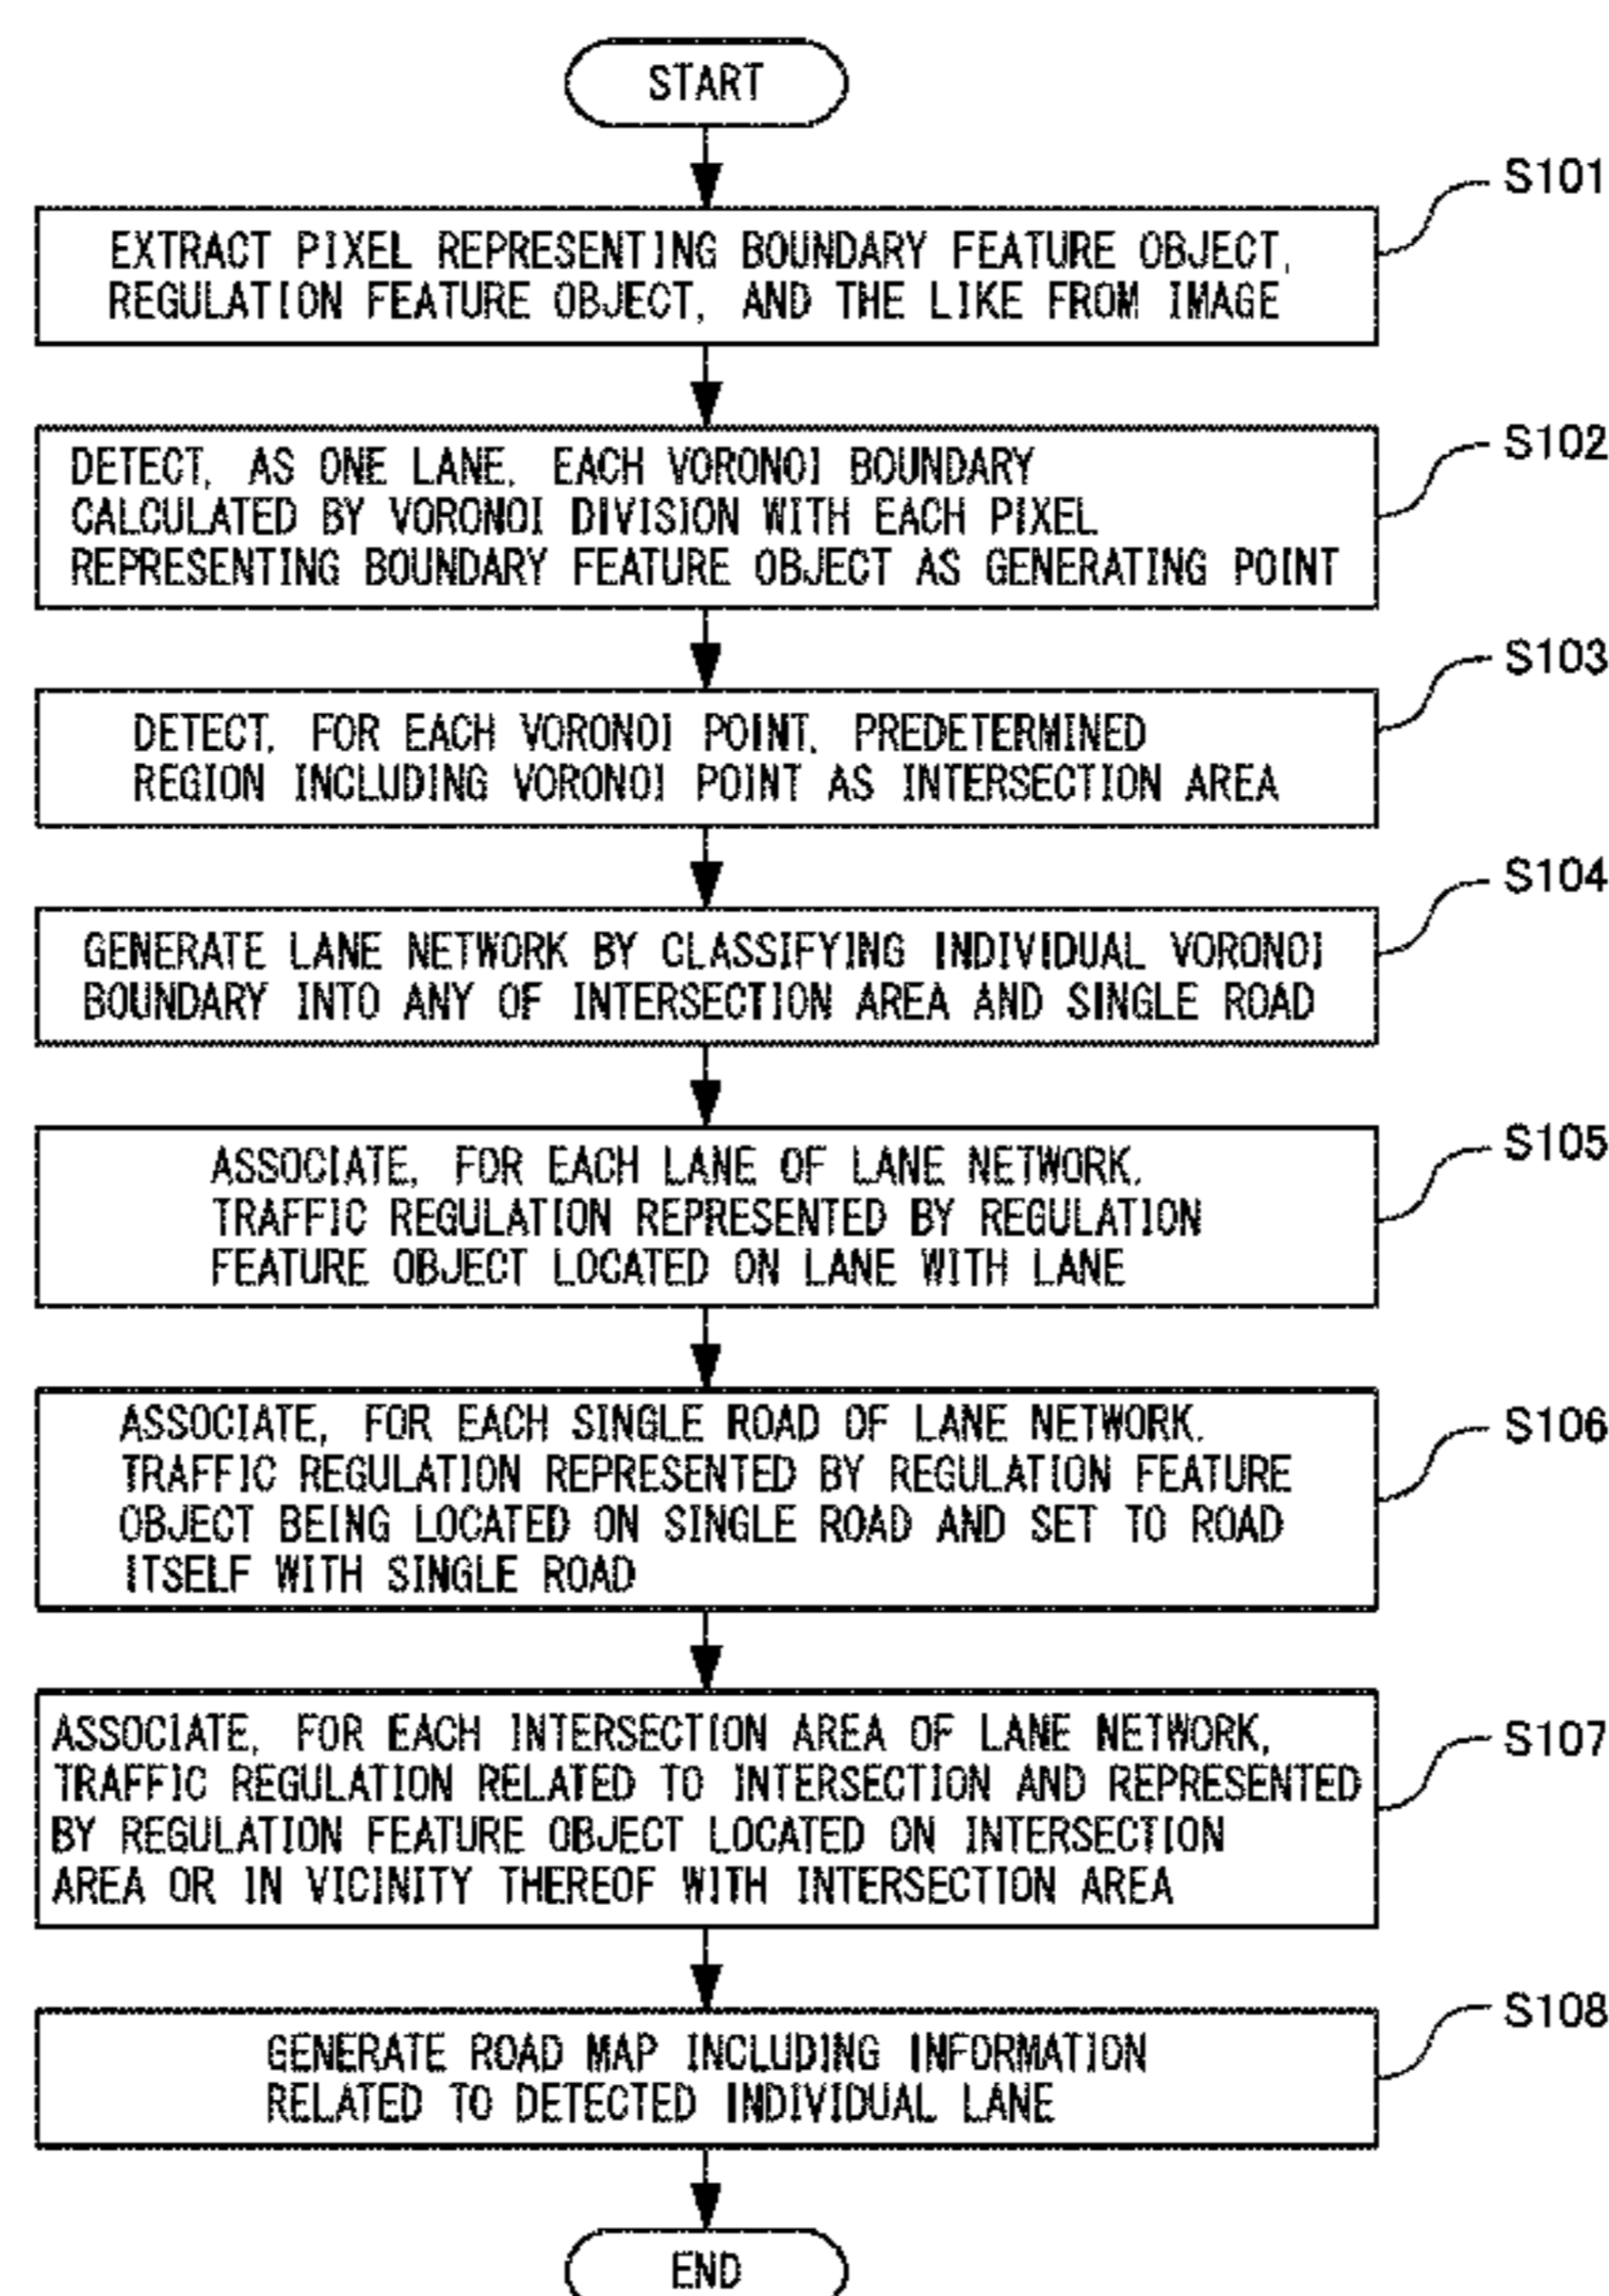 START
S101
EXTRACT PIXEL REPRESENTING BOUNDARY FEATURE OBJECT,
REGULATION FEATURE OBJECT, AND THE LIKE FROM IMAGE
S102
DETECT, AS ONE LANE, EACH VORONOI BOUNDARY
CALCULATED BY VORONOI DIVISION WITH EACH PIXEL
REPRESENTING BOUNDARY FEATURE OBJECT AS GENERATING POINT
S103
DETECT, FOR EACH VORONOI POINT, PREDETERMINED
REGION INCLUDING VORONOI POINT AS INTERSECTION AREA
S104
GENERATE LANE NETWORK BY CLASSIFYING INDIVIDUAL VORONOI
BOUNDARY INTO ANY OF INTERSECTION AREA AND SINGLE ROAD
S105
ASSOCIATE, FOR EACH LANE OF LANE NETWORK,
TRAFFIC REGULATION REPRESENTED BY REGULATION
FEATURE OBJECT LOCATED ON LANE WITH LANE
S106
ASSOCIATE, FOR EACH SINGLE ROAD OF LANE NETWORK,
TRAFFIC REGULATION REPRESENTED BY REGULATION FEATURE
OBJECT BEING LOCATED ON SINGLE ROAD AND SET TO ROAD
ITSELF WITH SINGLE ROAD
S107
ASSOCIATE, FOR EACH INTERSECTION AREA OF LANE NETWORK,
TRAFFIC REGULATION RELATED TO INTERSECTION AND REPRESENTED
BY REGULATION FEATURE OBJECT LOCATED ON INTERSECTION
AREA OR IN VICINITY THEREOF WITH INTERSECTION AREA
S108
GENERATE ROAD MAP INCLUDING INFORMATION
RELATED TO DETECTED INDIVIDUAL LANE
END